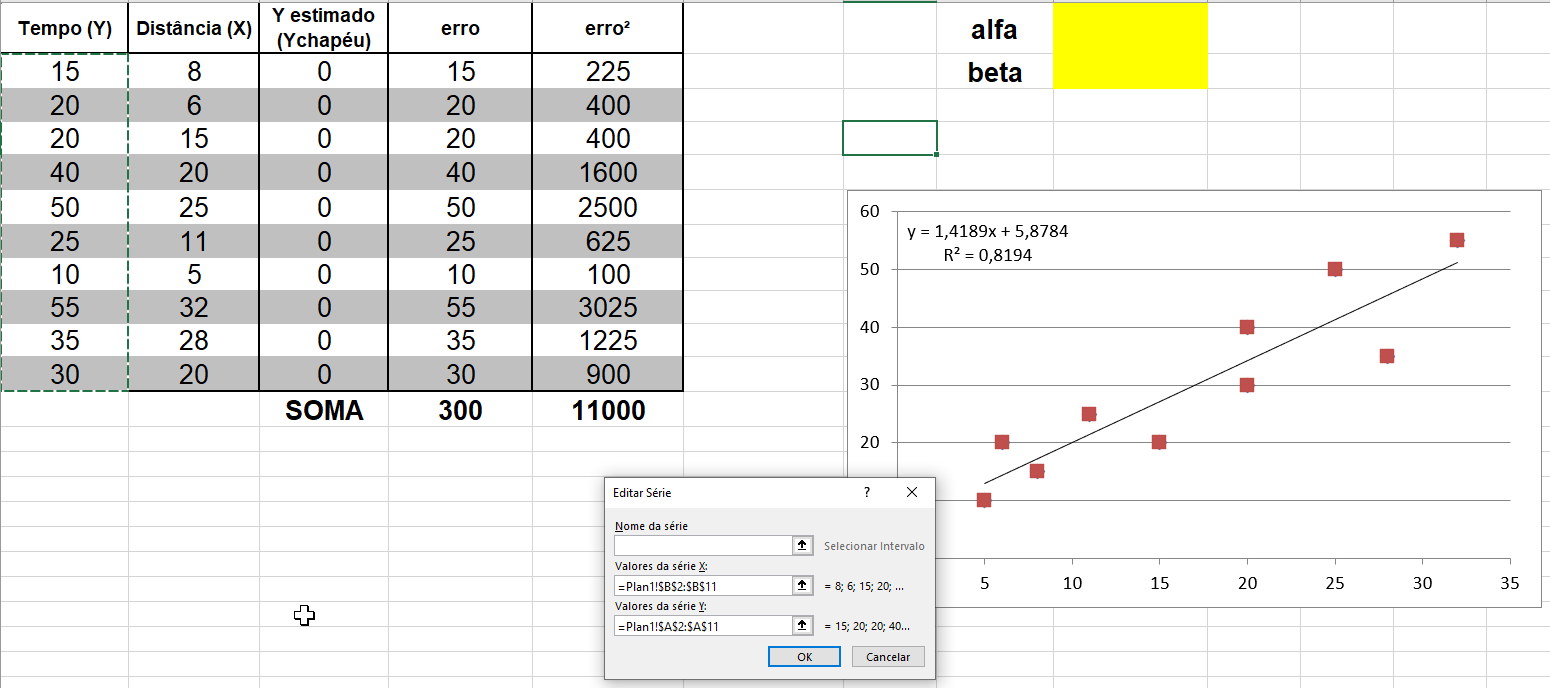 Tempo (Y) Distância (X) Y estimado (Ychapéu) erro erro²
15 8 0 15 225
20 6 0 20 400
20 15 0 20 400
40 20 0 40 1600
50 25 0 50 2500
25 11 0 25 625
10 5 0 10 100
55 32 0 55 3025
35 28 0 35 1225
30 20 0 30 900
SOMA 300 11000
alfa
beta
y = 1,4189x + 5,8784
R² = 0,8194
60
50
40
30
20
5 10 15 20 25 30 35
Editar Série ?
Nome da série
Selecionar Intervalo
Valores da série X:
=Plan1!$B$2:$B$11 = 8; 6; 15; 20; ...
Valores da série Y:
=Plan1!$A$2:$A$11 = 15; 20; 20; 40...
OK Cancelar